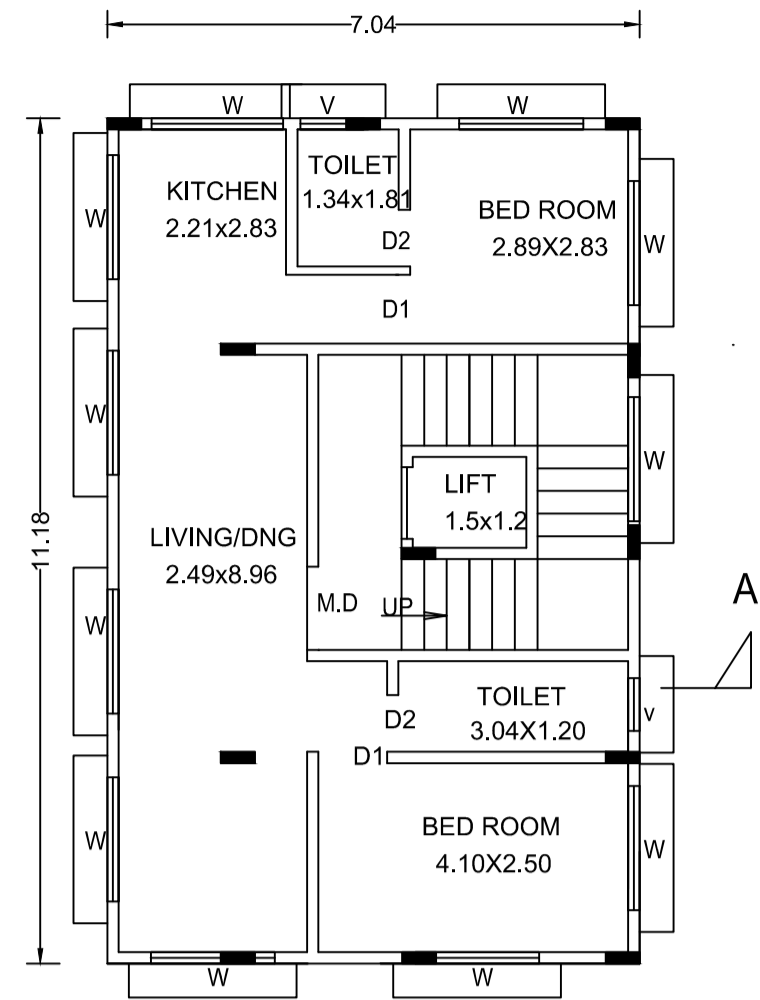 7.04
W
V
W
TOILET
1.34x1.81
KITCHEN
2.21x2.83
BED ROOM
2.89X2.83
W
W
D2
D1
W
W
LIFT
1.5x1.2
11.18
LIVING/DNG
2.49x8.96
M.D
UP
A
W
TOILET
3.04X1.20
V
D2
D1
BED ROOM
4.10X2.50
W
W
W
W